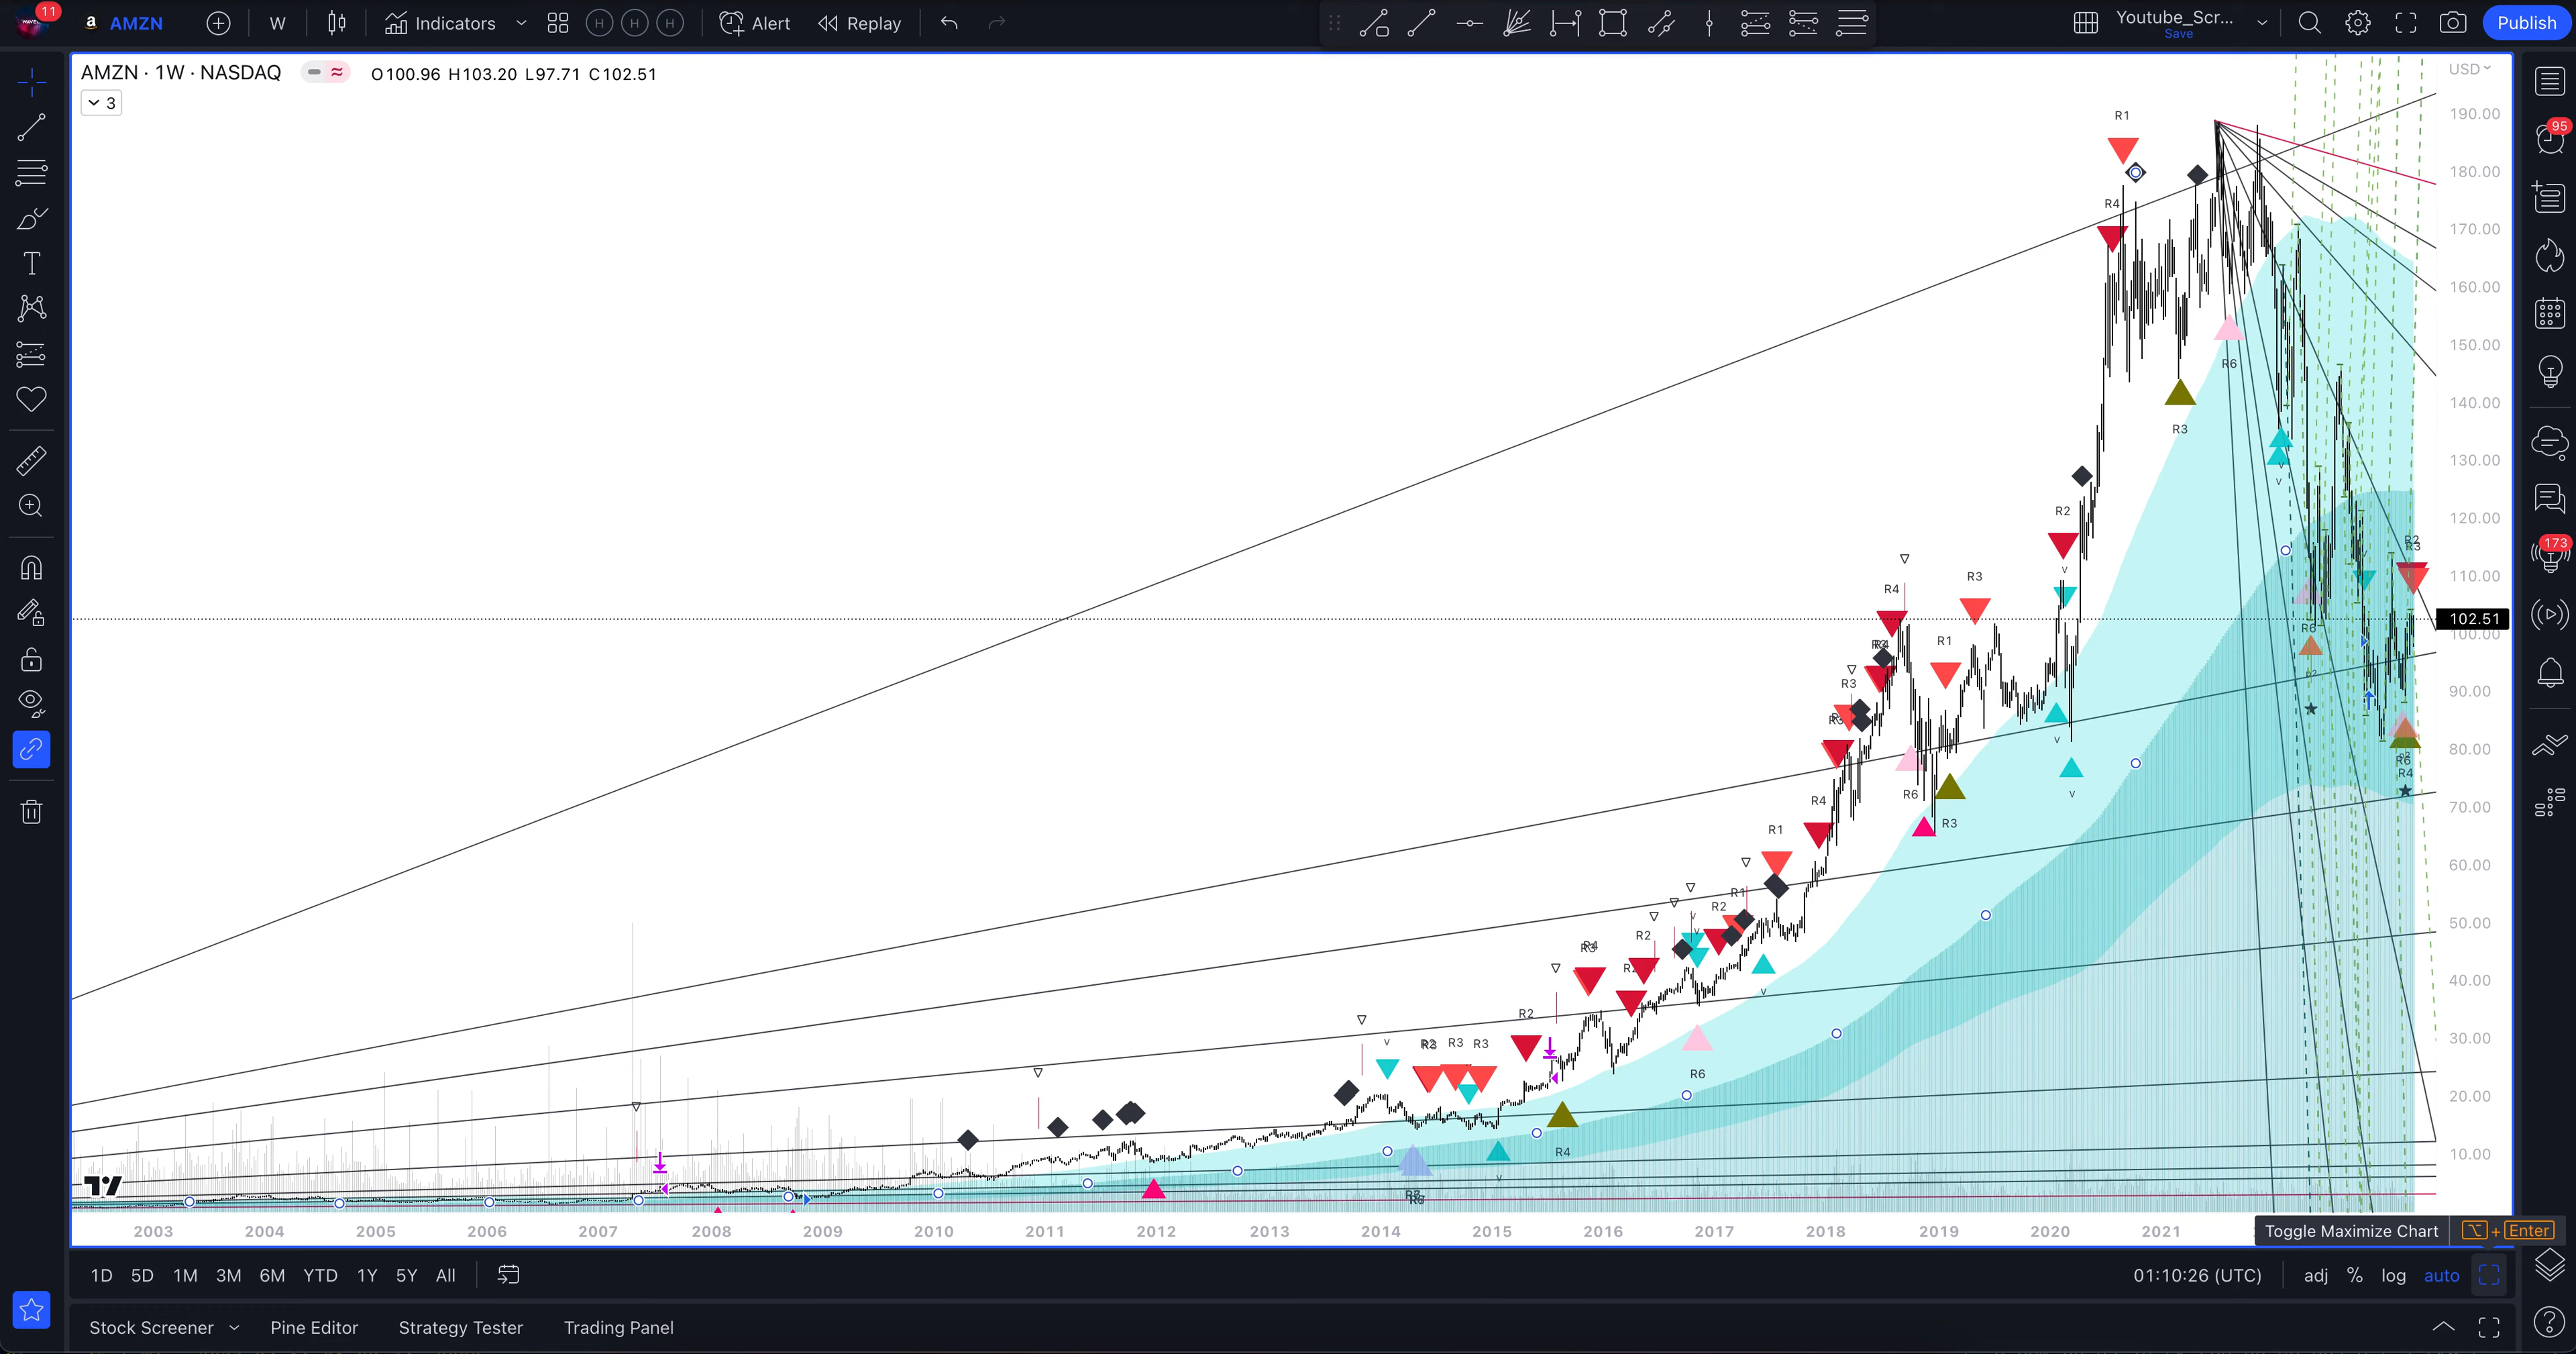 11
a AMZN
W
Indicators
H H H
Alert
Replay
Youtube_Scr...
Save
Publish
AMZN · 1W · NASDAQ
O100.96 H103.20 L97.71 C102.51
3
USD
190.00
180.00
170.00
160.00
150.00
140.00
130.00
120.00
110.00
102.51
100.00
90.00
80.00
70.00
60.00
50.00
40.00
30.00
20.00
10.00
95
173
R1
R4
R6
R3
R2
R4
R3
R1
R3
R6
R3
R4
R1
R1
R2
R2
R2
R3
R3
R6
R4
R6
R4
2003 2004 2005 2006 2007 2008 2009 2010 2011 2012 2013 2014 2015 2016 2017 2018 2019 2020 2021
Toggle Maximize Chart
⌥ + Enter
1D 5D 1M 3M 6M YTD 1Y 5Y All
01:10:26 (UTC)
adj % log auto
Stock Screener Pine Editor Strategy Tester Trading Panel